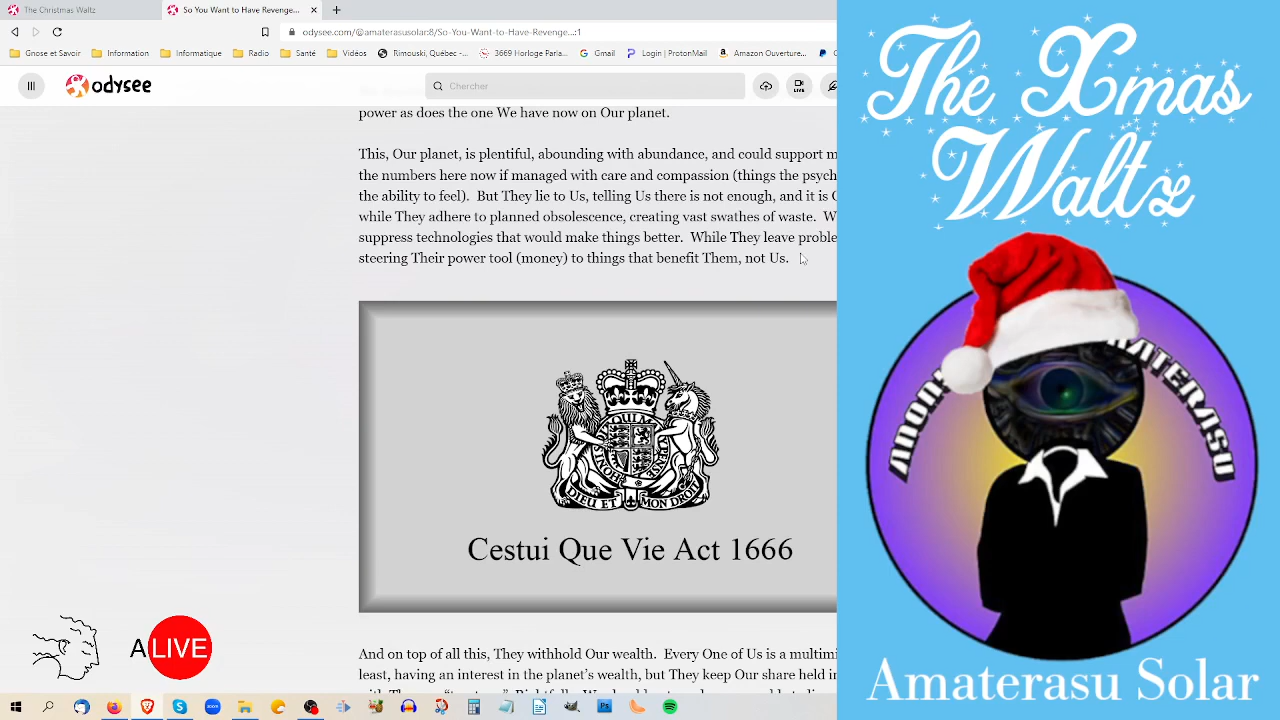 The Christmas Waltz
So You Want to Have Revenge...
odysee.com/@amaterasusolar:8/So-You-Want-to-Have-Revenge...:1
Gnose et Savoir
Information
Informatique
Radio
Santé
Vidéos
Rimouski, Québec -...
3669 Horloge Paria...
Gmail
Login | ProtonMail
Amazon Ouverture...
odysee
Chercher
LIVE
power as does the one We have now on Our planet.
This, Our planet, is plentiful, abounding with abundance, and could support m
the numbers here now if managed with care and compassion (things the psych
the ability to feel). But They lie to Us, telling Us there is not enough, and it is
while They adhere to planned obsolescence, creating vast swathes of waste. W
suppress technologies that would make things better. While They leave proble
steering Their power tool (money) to things that benefit Them, not Us.
DIEU ET MON DROIT
Cestui Que Vie Act 1666
And on top of all this, They withhold Our wealth. Every One of Us is a multimi
least, having an interest in the planet's wealth, but They keep Our share held in
ALIVE
The Xmas
Waltz
Amaterasu Solar